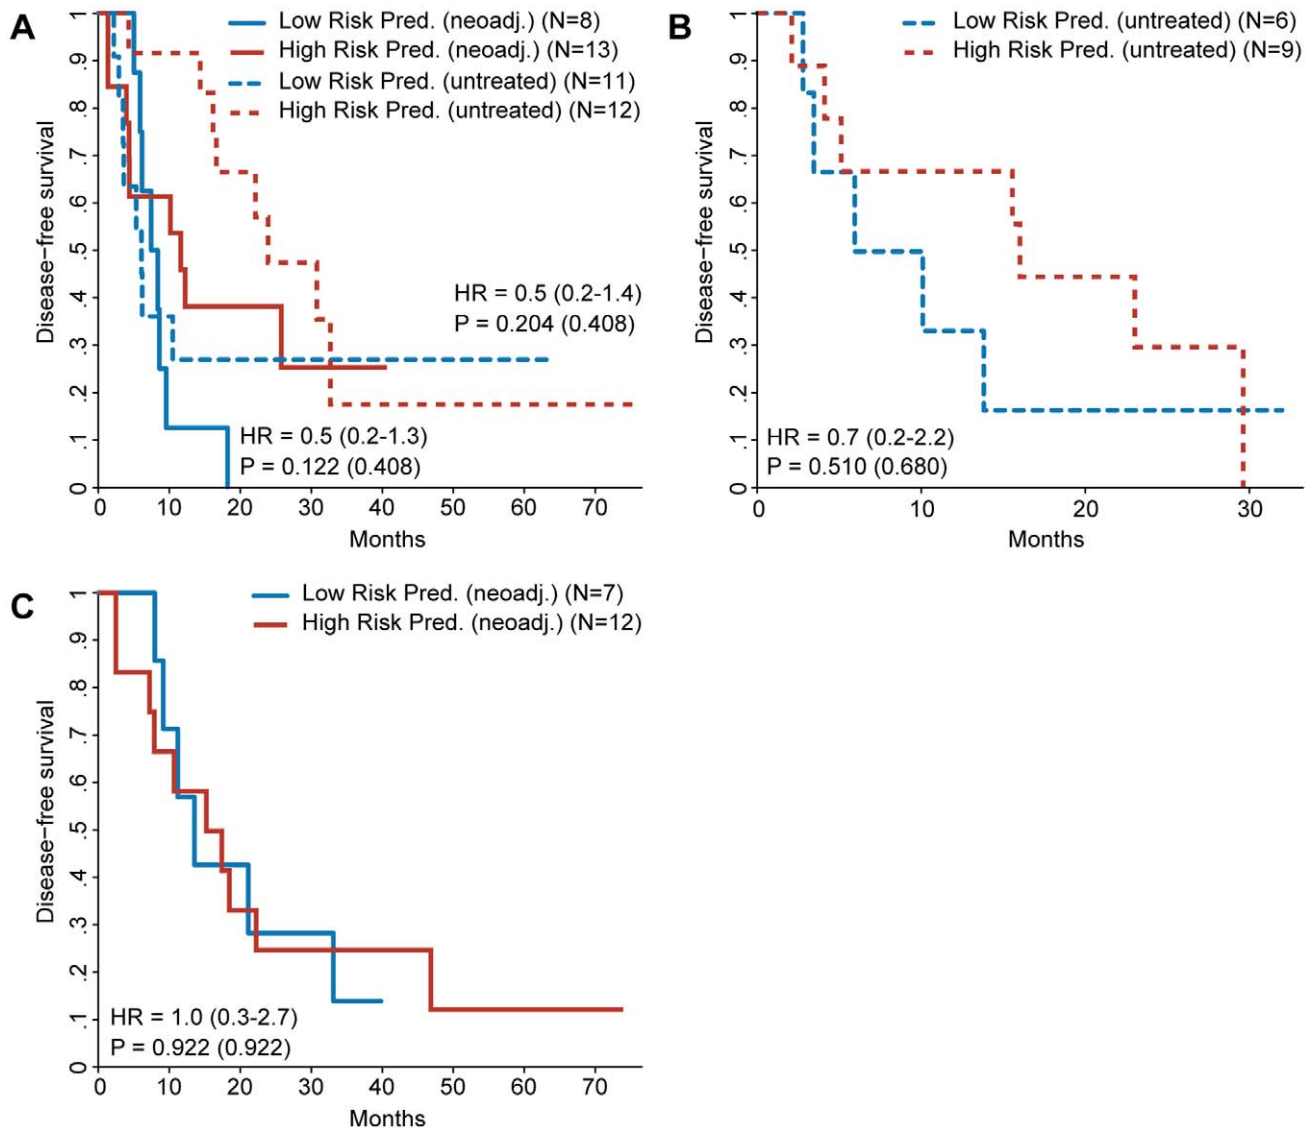 A
Low Risk Pred. (neoadj.) (N=8)
High Risk Pred. (neoadj.) (N=13)
Low Risk Pred. (untreated) (N=11)
High Risk Pred. (untreated) (N=12)
Disease-free survival
1
.9
.8
.7
.6
.5
.4
.3
.2
.1
0
HR = 0.5 (0.2-1.4)
P = 0.204 (0.408)
HR = 0.5 (0.2-1.3)
P = 0.122 (0.408)
0 10 20 30 40 50 60 70
Months
B
Low Risk Pred. (untreated) (N=6)
High Risk Pred. (untreated) (N=9)
Disease-free survival
1
.9
.8
.7
.6
.5
.4
.3
.2
.1
0
HR = 0.7 (0.2-2.2)
P = 0.510 (0.680)
0 10 20 30
Months
C
Low Risk Pred. (neoadj.) (N=7)
High Risk Pred. (neoadj.) (N=12)
Disease-free survival
1
.9
.8
.7
.6
.5
.4
.3
.2
.1
0
HR = 1.0 (0.3-2.7)
P = 0.922 (0.922)
0 10 20 30 40 50 60 70
Months